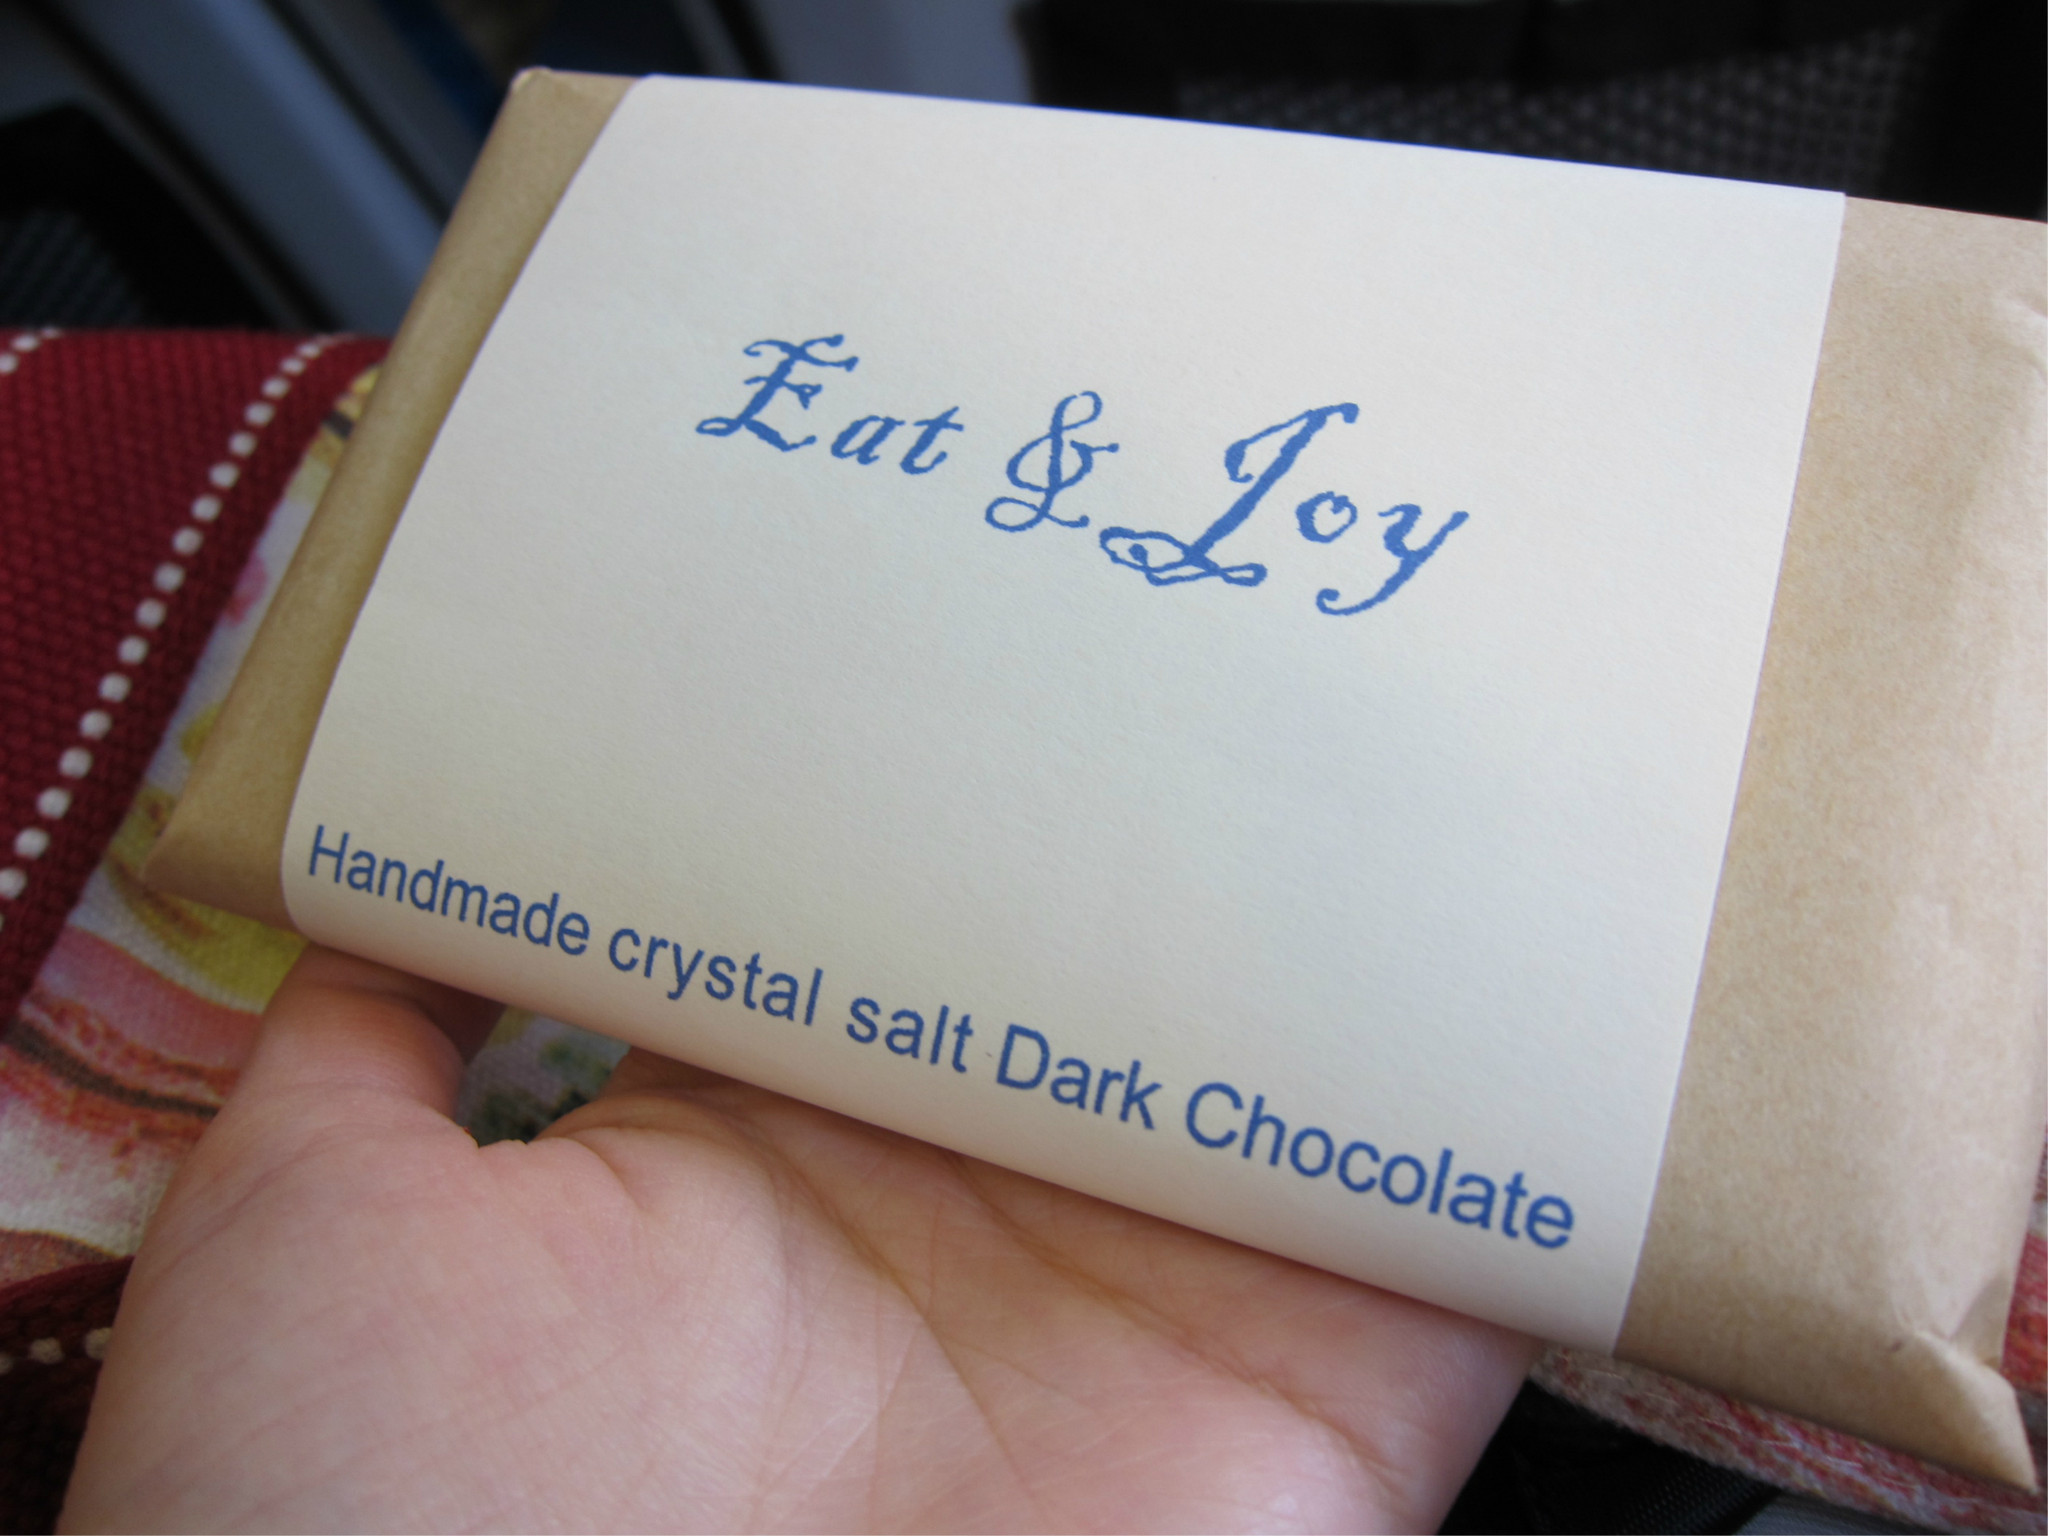 Eat & Joy
Handmade crystal salt Dark Chocolate